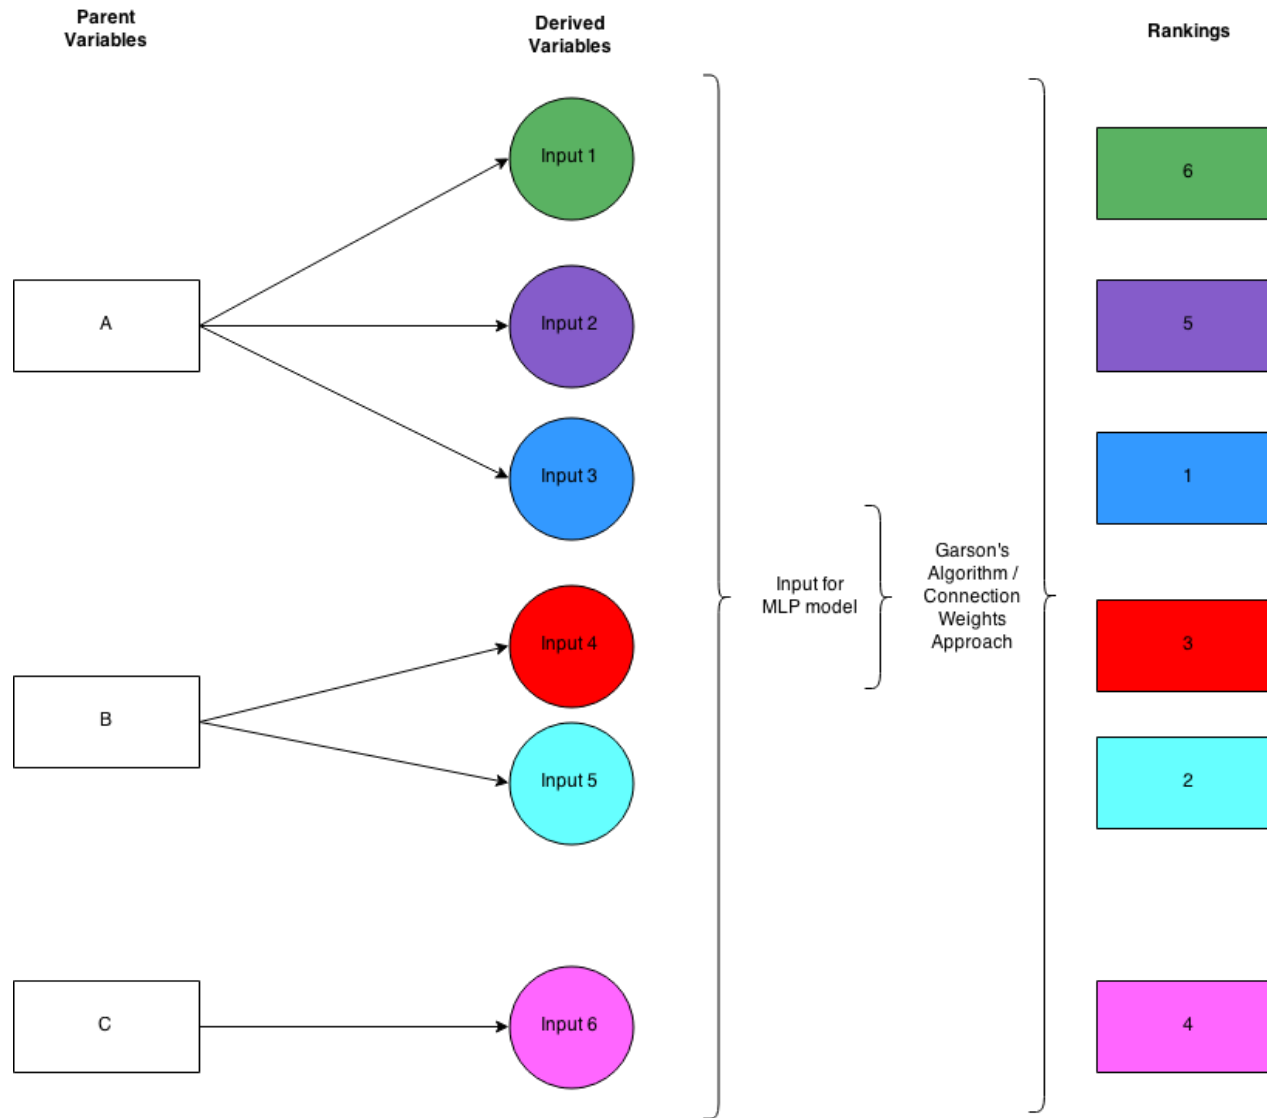 Parent
Variables
Derived
Variables
Rankings
Input 1
6
A
Input 2
5
Input 3
1
Input for
MLP model
Garson's
Algorithm /
Connection
Weights
Approach
Input 4
3
B
Input 5
2
C
Input 6
4